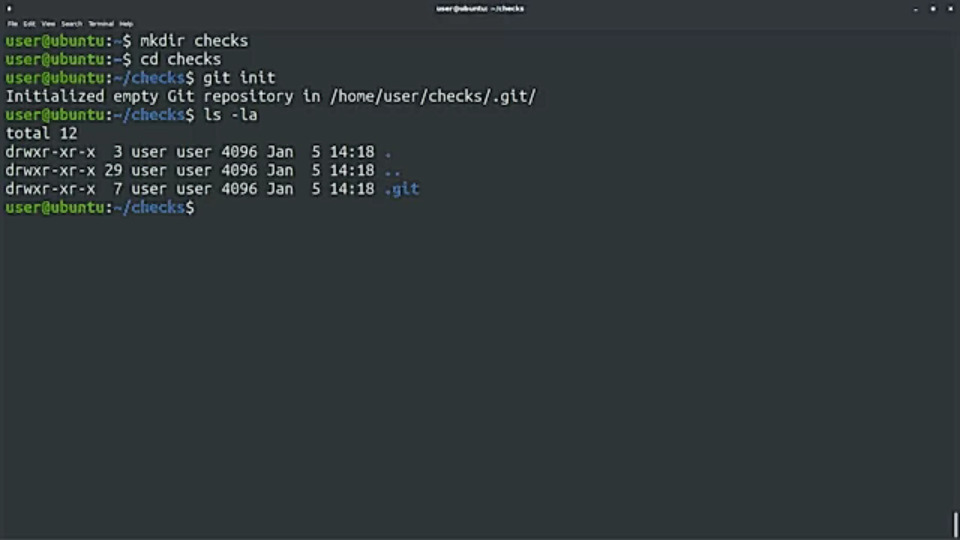 user@ubuntu: ~/checks
File Edit View Search Terminal Help
user@ubuntu:~$ mkdir checks
user@ubuntu:~$ cd checks
user@ubuntu:~/checks$ git init
Initialized empty Git repository in /home/user/checks/.git/
user@ubuntu:~/checks$ ls -la
total 12
drwxr-xr-x  3 user user 4096 Jan  5 14:18 .
drwxr-xr-x 29 user user 4096 Jan  5 14:18 ..
drwxr-xr-x  7 user user 4096 Jan  5 14:18 .git
user@ubuntu:~/checks$